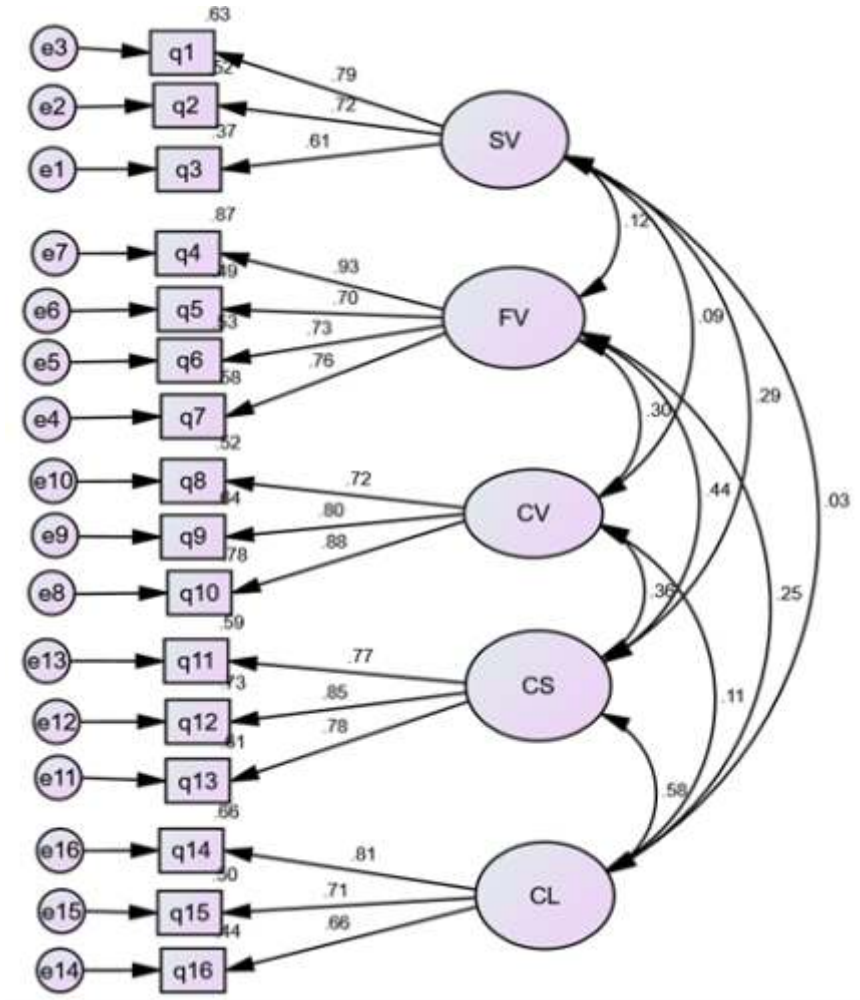 .63
e3 q1 .79
.52
e2 q2 .72 SV
.37
e1 q3 .61
.87
.12
e7 q4 .93
.49
e6 q5 .70 FV .09
.53
e5 q6 .73
.58 .76
e4 q7 .30 .29
.52
e10 q8 .72 .44 .03
.64
e9 q9 .80 CV
.78 .88
e8 q10 .36 .25
.59
e13 q11 .77
.73
e12 q12 .85 CS .11
.61 .78
e11 q13 .58
.66
e16 q14 .81
.50
e15 q15 .71 CL
.44 .66
e14 q16